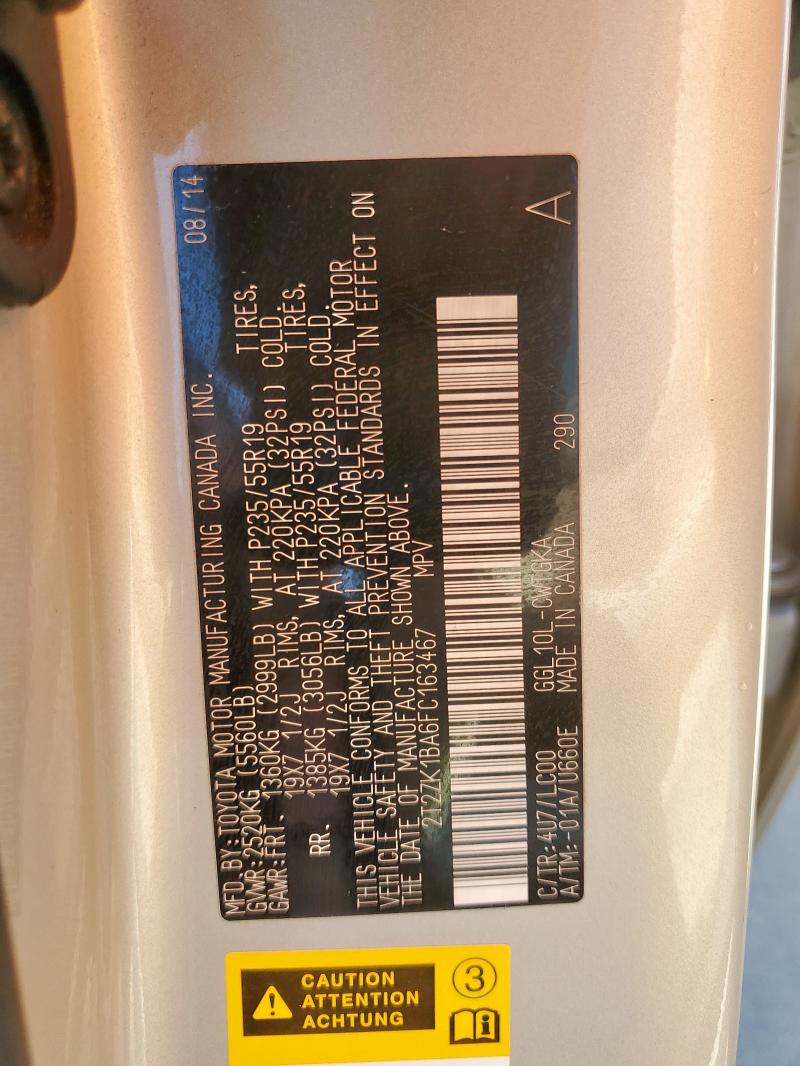 MFD. BY: TOYOTA MOTOR MANUFACTURING CANADA INC. 08/14
GVWR: 2520KG (5560LB)
GAWR: FRT. 1360KG (2999LB) WITH P235/55R19 TIRES,
19X7 1/2J RIMS, AT 220KPA (32PSI) COLD.
RR. 1385KG (3056LB) WITH P235/55R19 TIRES,
19X7 1/2J RIMS, AT 220KPA (32PSI) COLD.
THIS VEHICLE CONFORMS TO ALL APPLICABLE FEDERAL MOTOR
VEHICLE SAFETY AND THEFT PREVENTION STANDARDS IN EFFECT ON
THE DATE OF MANUFACTURE SHOWN ABOVE.
2T2ZK1BA6FC163467 MPV
C/TR: 4U7/LC00 GGL10L-CWTGKA A
A/TM: -01A/U660E MADE IN CANADA 290
CAUTION
ATTENTION
ACHTUNG
3
i